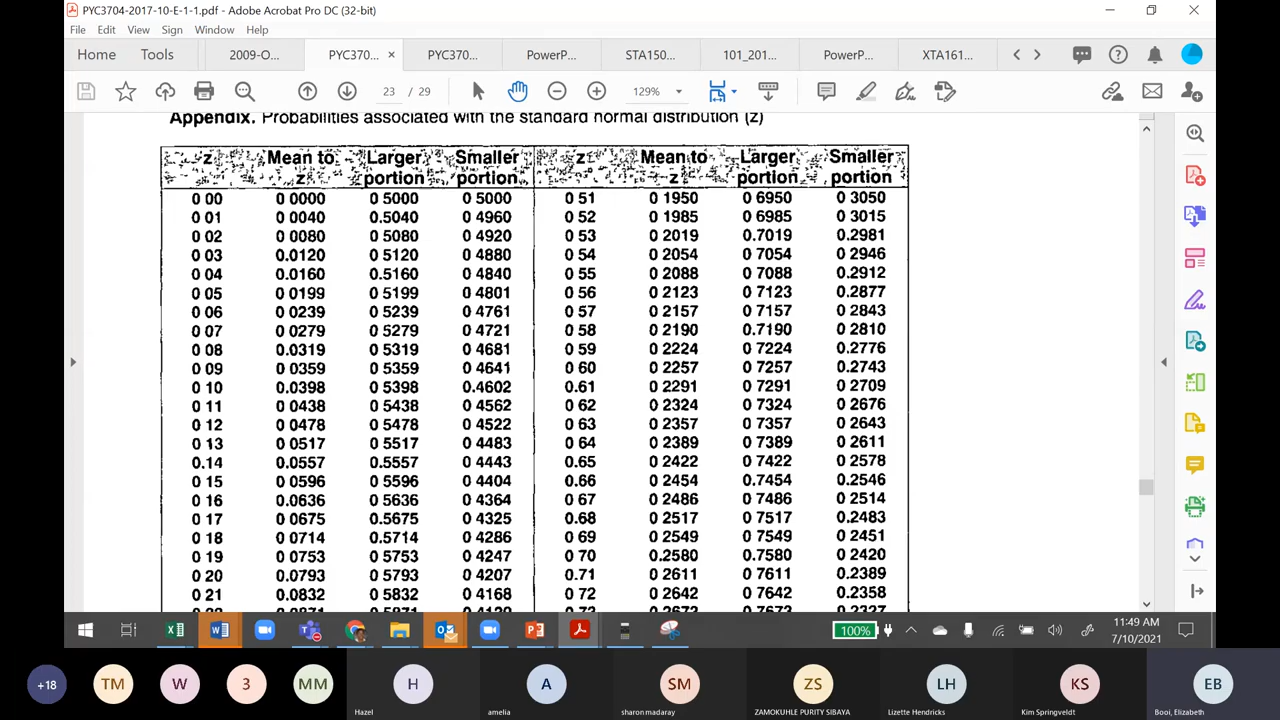 PYC3704-2017-10-E-1-1.pdf - Adobe Acrobat Pro DC (32-bit)
File Edit View Sign Window Help
Home Tools 2009-O... PYC370... × PYC370... PowerP... STA150... 101_201... PowerP... XTA161...
23 / 29 129%
Appendix. Probabilities associated with the standard normal distribution (z)
z Mean to z Larger portion Smaller portion z Mean to z Larger portion Smaller portion
0 00 0 0000 0.5000 0 5000 0 51 0 1950 0 6950 0 3050
0 01 0 0040 0.5040 0 4960 0 52 0 1985 0 6985 0 3015
0 02 0 0080 0 5080 0 4920 0 53 0 2019 0.7019 0.2981
0 03 0.0120 0 5120 0 4880 0 54 0 2054 0 7054 0 2946
0 04 0.0160 0.5160 0 4840 0 55 0 2088 0 7088 0 2912
0 05 0 0199 0 5199 0 4801 0 56 0 2123 0 7123 0.2877
0 06 0 0239 0 5239 0 4761 0 57 0 2157 0 7157 0 2843
0 07 0 0279 0 5279 0 4721 0 58 0 2190 0.7190 0 2810
0 08 0.0319 0 5319 0 4681 0 59 0 2224 0 7224 0.2776
0 09 0 0359 0 5359 0 4641 0 60 0 2257 0 7257 0.2743
0 10 0.0398 0 5398 0.4602 0.61 0 2291 0 7291 0 2709
0 11 0 0438 0 5438 0 4562 0 62 0 2324 0 7324 0 2676
0 12 0 0478 0 5478 0 4522 0 63 0 2357 0 7357 0 2643
0 13 0.0517 0 5517 0 4483 0 64 0 2389 0 7389 0 2611
0.14 0.0557 0.5557 0 4443 0.65 0 2422 0 7422 0 2578
0 15 0 0596 0 5596 0 4404 0.66 0 2454 0.7454 0.2546
0 16 0.0636 0 5636 0 4364 0 67 0 2486 0 7486 0 2514
0 17 0 0675 0.5675 0 4325 0.68 0 2517 0 7517 0.2483
0 18 0 0714 0.5714 0 4286 0 69 0 2549 0 7549 0 2451
0 19 0 0753 0 5753 0 4247 0 70 0.2580 0.7580 0 2420
0 20 0.0793 0 5793 0 4207 0.71 0 2611 0 7611 0.2389
0 21 0.0832 0 5832 0 4168 0 72 0 2642 0 7642 0.2358
100% 11:49 AM
7/10/2021
+18 TM W 3 MM H A SM ZS LH KS EB
Hazel amelia sharon madaray ZAMOKUHLE PURITY SIBAYA Lizette Hendricks Kim Springveldt Booi, Elizabeth